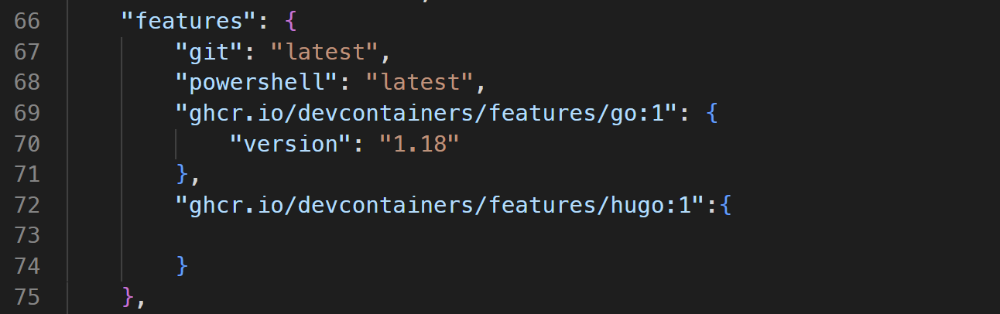 66 "features": {
67 "git": "latest",
68 "powershell": "latest",
69 "ghcr.io/devcontainers/features/go:1": {
70 "version": "1.18"
71 },
72 "ghcr.io/devcontainers/features/hugo:1":{
73
74 }
75 },